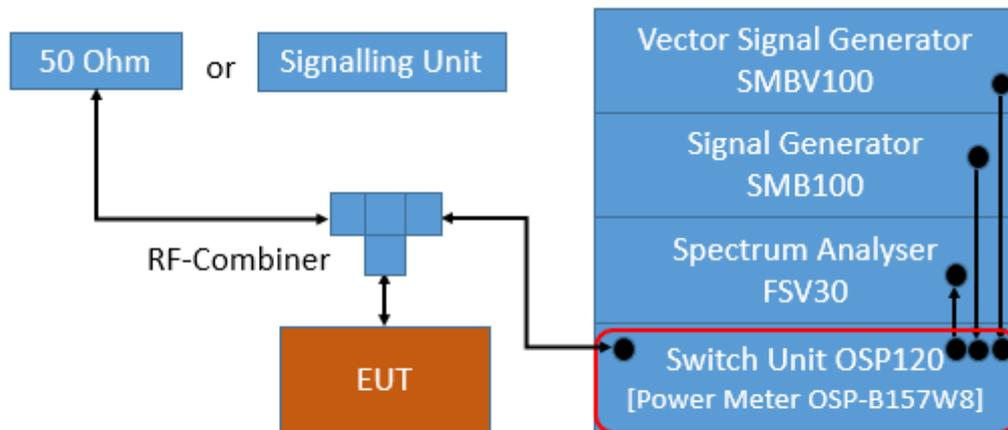 50 Ohm
or
Signalling Unit
RF-Combiner
EUT
Vector Signal Generator
SMBV100
Signal Generator
SMB100
Spectrum Analyser
FSV30
Switch Unit OSP120
[Power Meter OSP-B157W8]